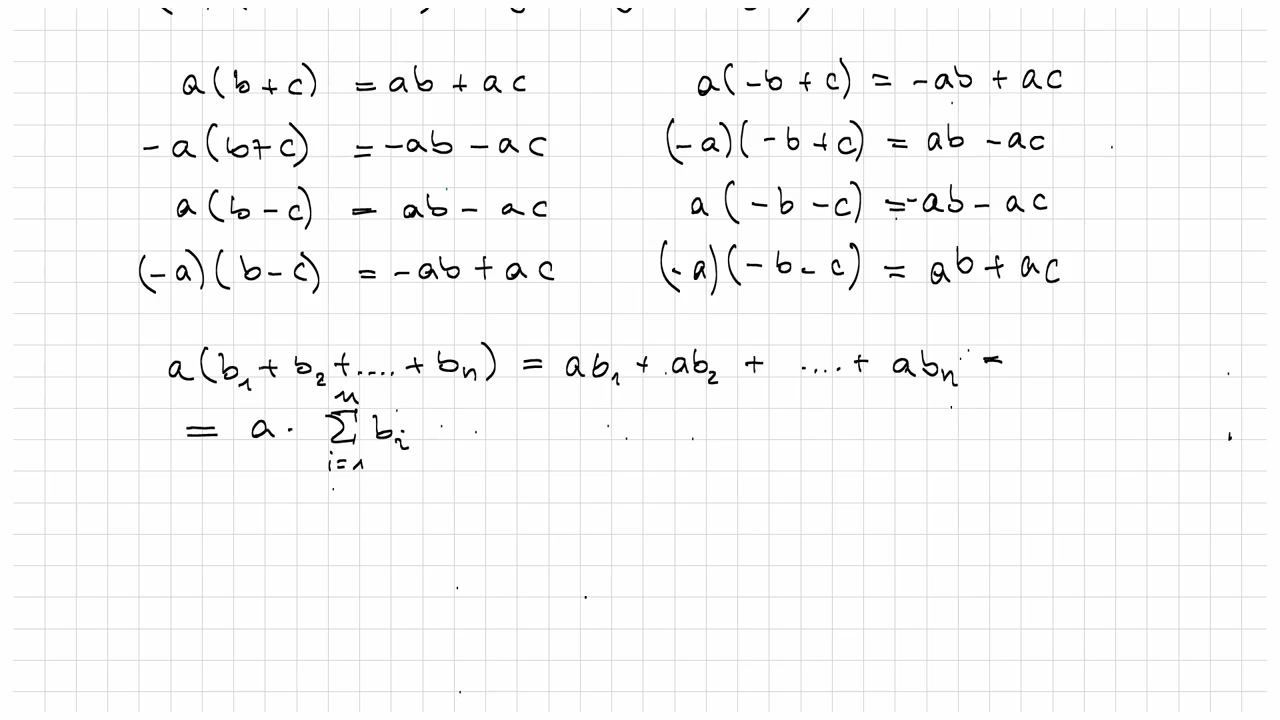 a(b+c) = ab + ac    a(-b + c) = -ab + ac
-a(b+c) = -ab - ac    (-a)(-b + c) = ab - ac
a(b-c) = ab - ac    a(-b - c) = -ab - ac
(-a)(b-c) = -ab + ac    (-a)(-b - c) = ab + ac
a(b₁ + b₂ + .... + bₙ) = ab₁ + ab₂ + .... + abₙ =
= a · ∑ᵢ₌₁ⁿ bᵢ